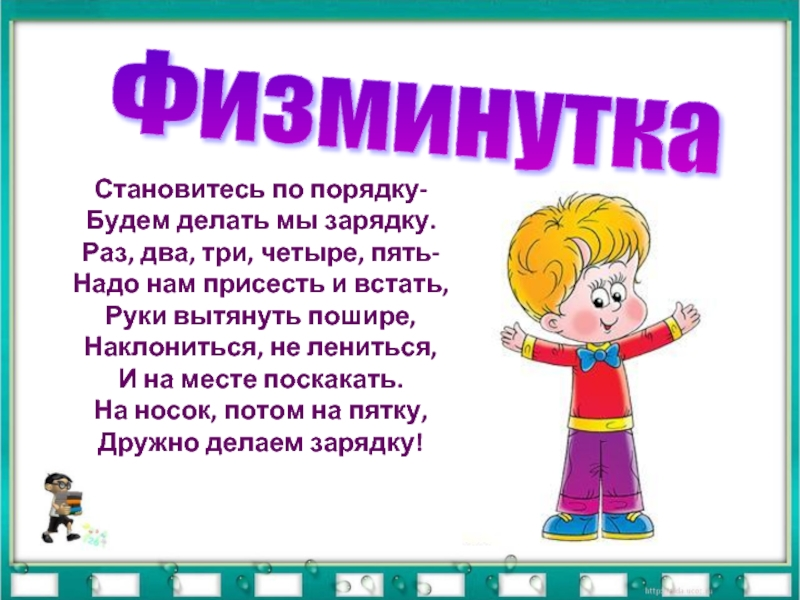 Физминутка
Становитесь по порядку-
Будем делать мы зарядку.
Раз, два, три, четыре, пять-
Надо нам присесть и встать,
Руки вытянуть пошире,
Наклониться, не лениться,
И на месте поскакать.
На носок, потом на пятку,
Дружно делаем зарядку!